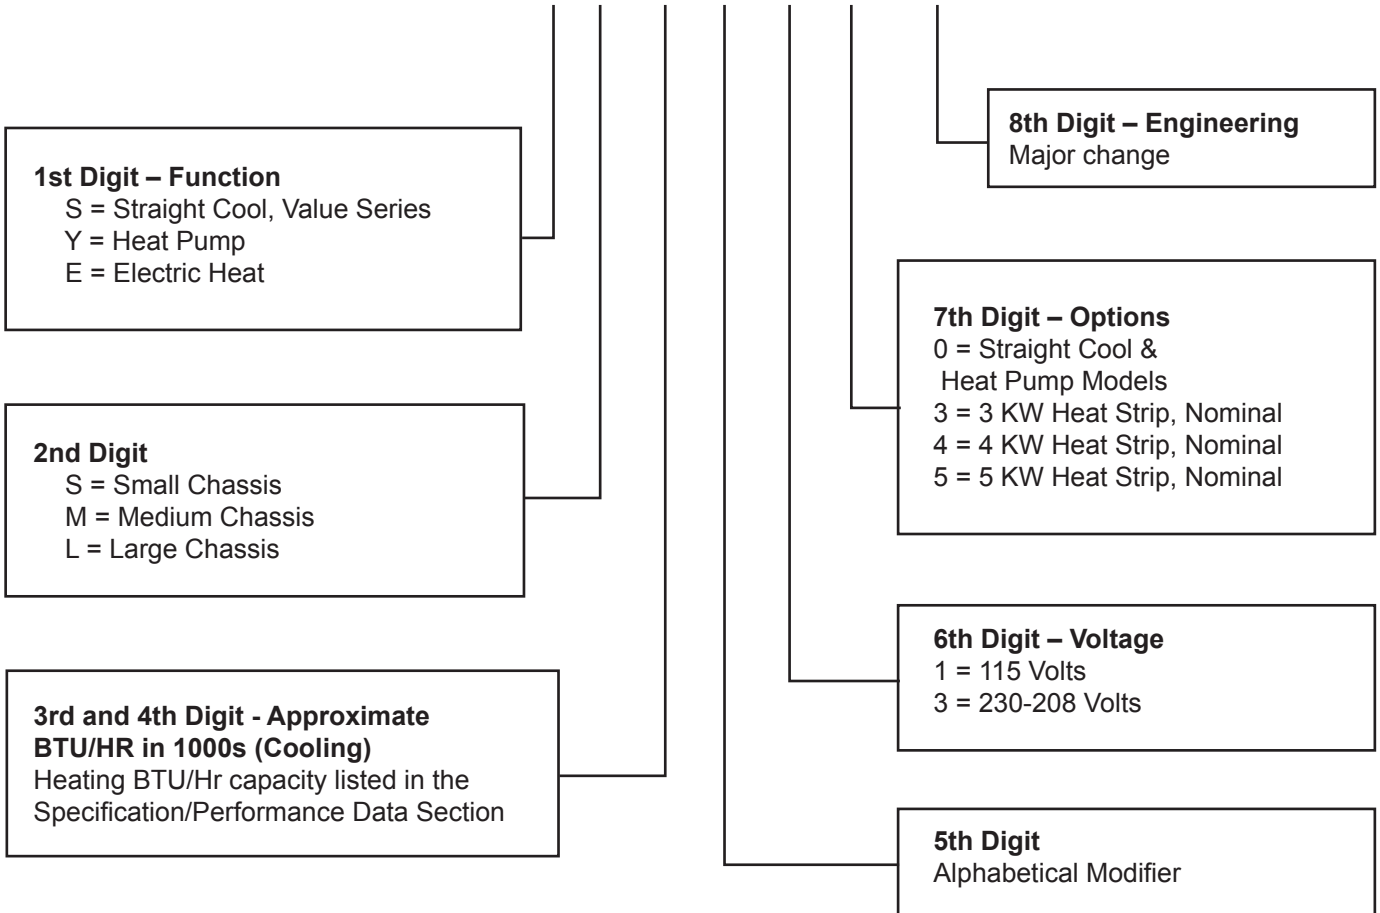 1st Digit – Function
S = Straight Cool, Value Series
Y = Heat Pump
E = Electric Heat
2nd Digit
S = Small Chassis
M = Medium Chassis
L = Large Chassis
3rd and 4th Digit - Approximate
BTU/HR in 1000s (Cooling)
Heating BTU/Hr capacity listed in the
Specification/Performance Data Section
8th Digit – Engineering
Major change
7th Digit – Options
0 = Straight Cool &
Heat Pump Models
3 = 3 KW Heat Strip, Nominal
4 = 4 KW Heat Strip, Nominal
5 = 5 KW Heat Strip, Nominal
6th Digit – Voltage
1 = 115 Volts
3 = 230-208 Volts
5th Digit
Alphabetical Modifier